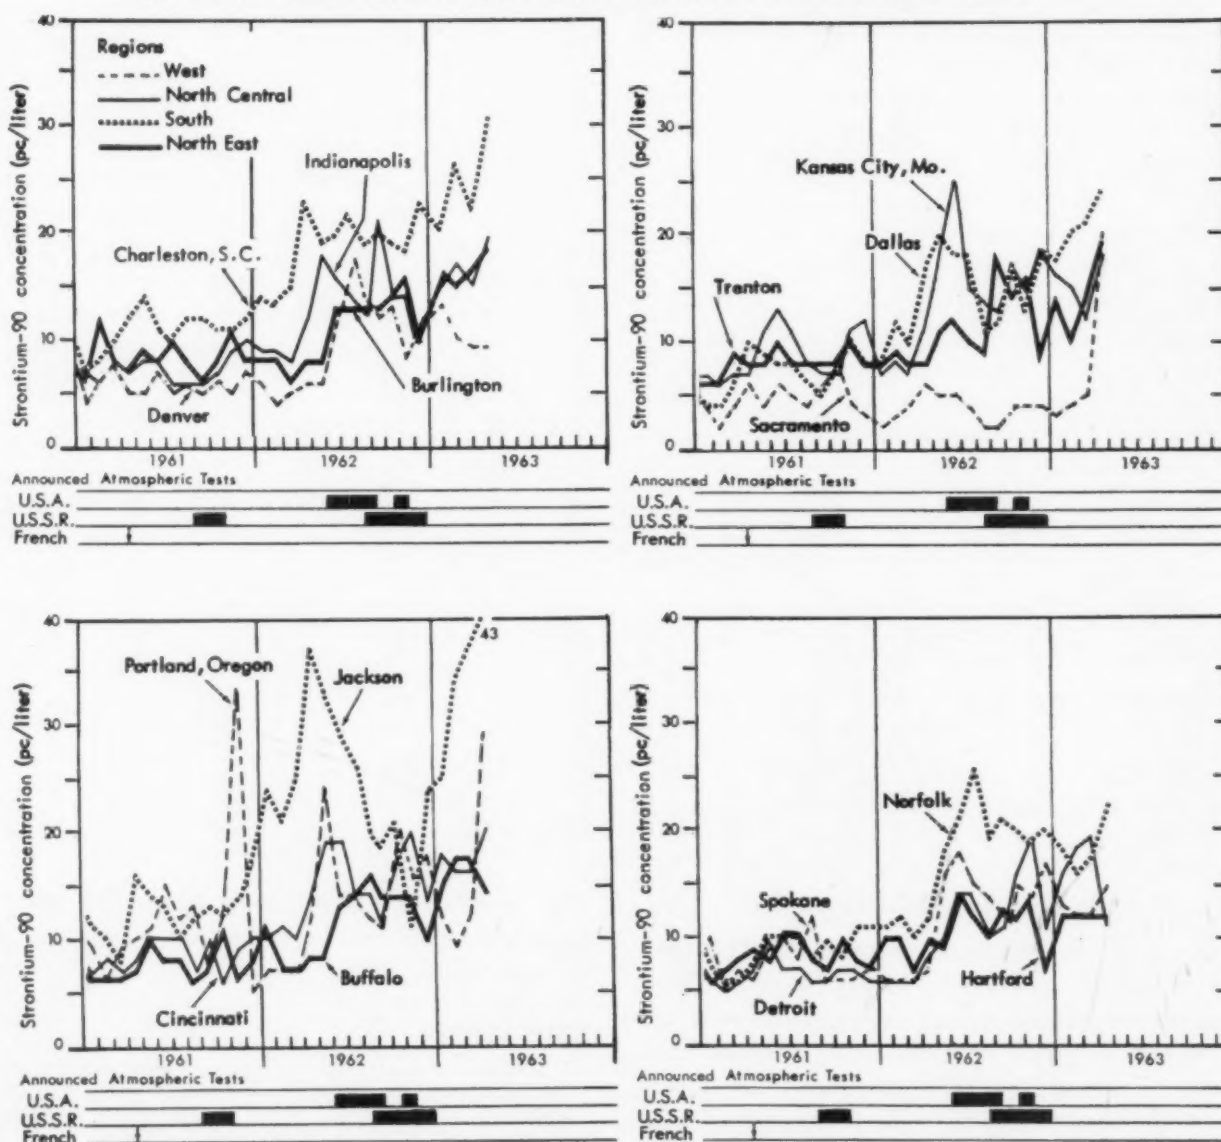 40
30
20
10
0
Strontium-90 concentration (pc/liter)
Regions
West
North Central
South
North East
Indianapolis
Charleston, S.C.
Burlington
Denver
1961
1962
1963
Announced Atmospheric Tests
U.S.A.
U.S.S.R.
French
40
30
20
10
0
Strontium-90 concentration (pc/liter)
Kansas City, Mo.
Dallas
Trenton
Sacramento
1961
1962
1963
Announced Atmospheric Tests
U.S.A.
U.S.S.R.
French
40
30
20
10
0
Strontium-90 concentration (pc/liter)
43
Portland, Oregon
Jackson
Buffalo
Cincinnati
1961
1962
1963
Announced Atmospheric Tests
U.S.A.
U.S.S.R.
French
40
30
20
10
0
Strontium-90 concentration (pc/liter)
Norfolk
Spokane
Hartford
Detroit
1961
1962
1963
Announced Atmospheric Tests
U.S.A.
U.S.S.R.
French